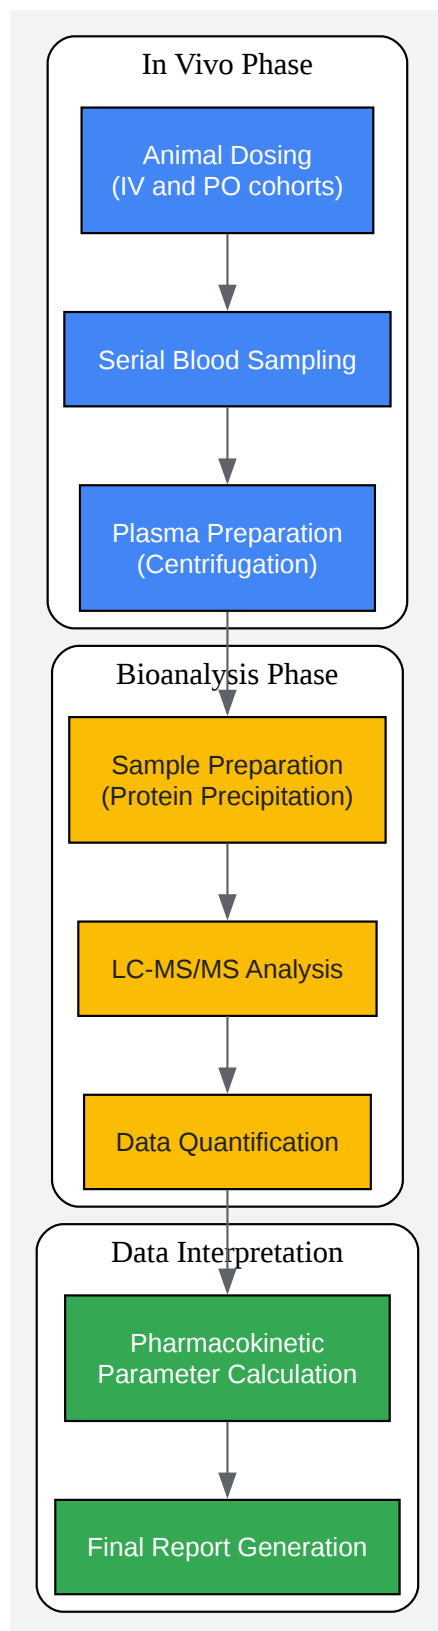 In Vivo Phase
Animal Dosing
(IV and PO cohorts)
Serial Blood Sampling
Plasma Preparation
(Centrifugation)
Bioanalysis Phase
Sample Preparation
(Protein Precipitation)
LC-MS/MS Analysis
Data Quantification
Data Interpretation
Pharmacokinetic
Parameter Calculation
Final Report Generation